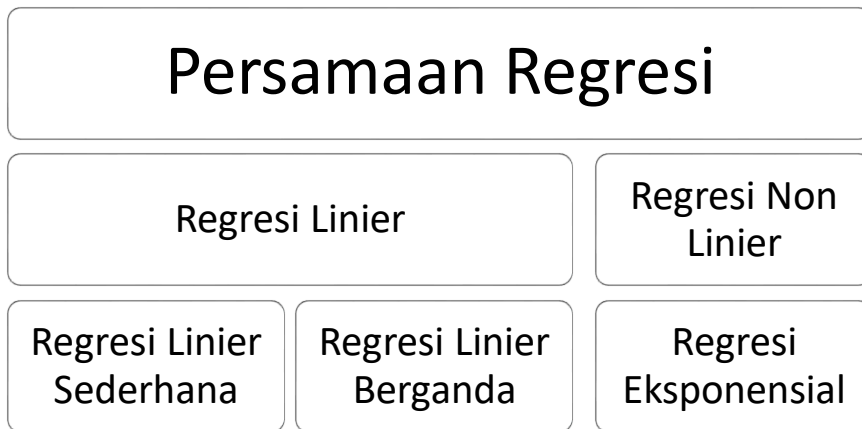 Persamaan Regresi
Regresi Linier
Regresi Non
Linier
Regresi Linier
Sederhana
Regresi Linier
Berganda
Regresi
Eksponensial